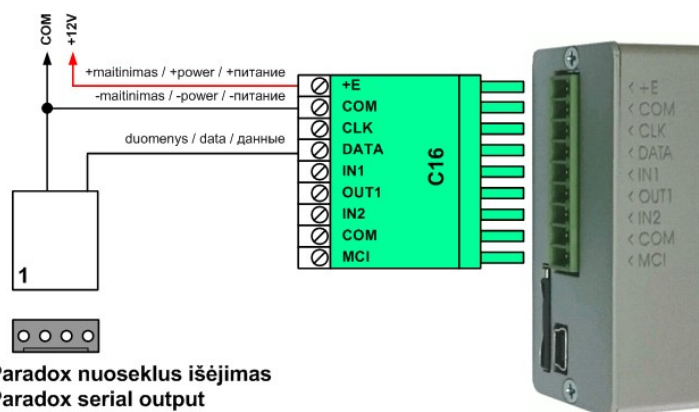 COM
+12V
+maitinimas / +power / +питание
-maitinimas / -power / -питание
duomenys / data / данные
+E
COM
CLK
DATA
IN1
OUT1
IN2
COM
MCI
C16
< +E
< COM
< CLK
< DATA
< IN1
< OUT1
< IN2
< COM
< MCI
1
Paradox nuoseklus išėjimas
Paradox serial output